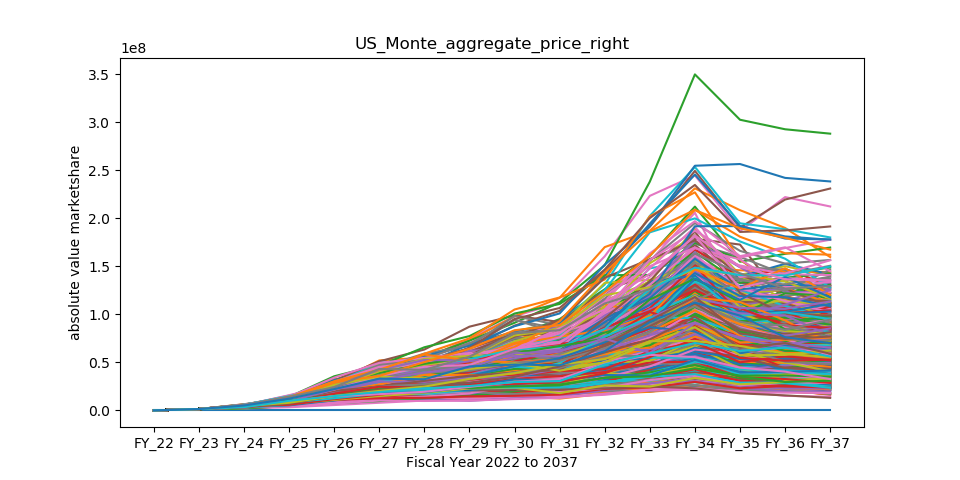 US_Monte_aggregate_price_right
1e8
3.5
3.0
2.5
2.0
1.5
1.0
0.5
0.0
absolute value marketshare
FY_22 FY_23 FY_24 FY_25 FY_26 FY_27 FY_28 FY_29 FY_30 FY_31 FY_32 FY_33 FY_34 FY_35 FY_36 FY_37
Fiscal Year 2022 to 2037